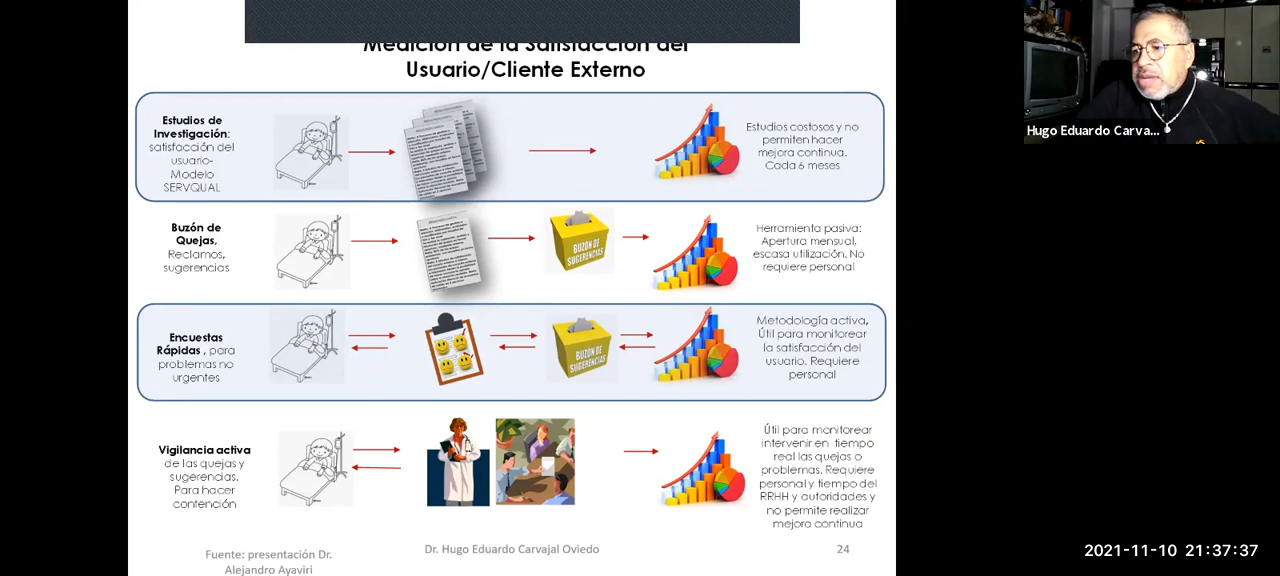 Medición de la Satisfacción del
Usuario/Cliente Externo
Estudios de
Investigación:
satisfacción del
usuario-
Modelo
SERVQUAL
Estudios costosos y no
permiten hacer
mejora continua.
Cada 6 meses
Buzón de
Quejas,
Reclamos,
sugerencias
BUZÓN DE
SUGERENCIAS
Herramienta pasiva:
Apertura mensual,
escasa utilización. No
requiere personal
Encuestas
Rápidas , para
problemas no
urgentes
BUZÓN DE
SUGERENCIAS
Metodología activa,
Útil para monitorear
la satisfacción del
usuario. Requiere
personal
Vigilancia activa
de las quejas y
sugerencias.
Para hacer
contención
Útil para monitorear
intervenir en tiempo
real las quejas o
problemas. Requiere
personal y tiempo del
RRHH y autoridades y
no permite realizar
mejora continua
Fuente: presentación Dr.
Alejandro Ayaviri
Dr. Hugo Eduardo Carvajal Oviedo
24
Hugo Eduardo Carva...
2021-11-10 21:37:37